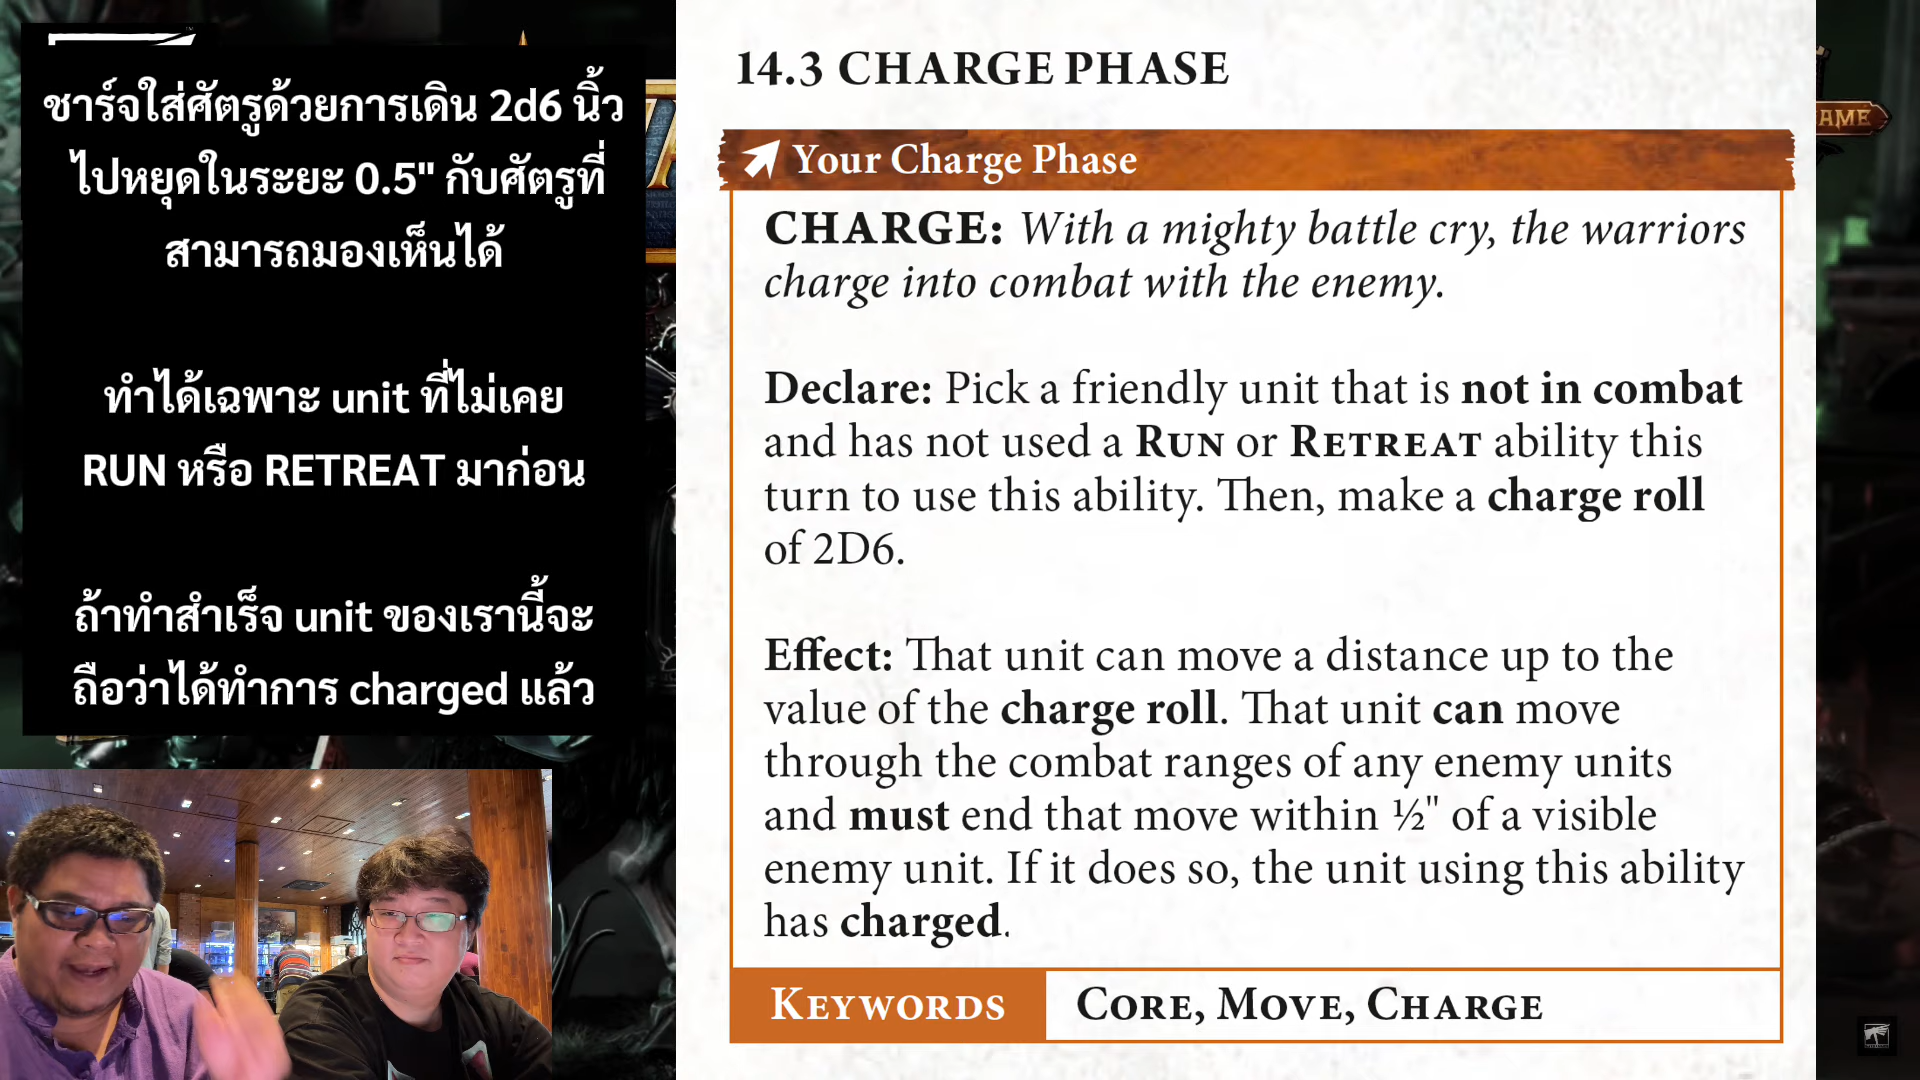 ชาร์จใส่ศัตรูด้วยการเดิน 2d6 นิ้ว
ไปหยุดในระยะ 0.5" กับศัตรูที่
สามารถมองเห็นได้
ทำได้เฉพาะ unit ที่ไม่เคย
RUN หรือ RETREAT มาก่อน
ถ้าทำสำเร็จ unit ของเรานี้จะ
ถือว่าได้ทำการ charged แล้ว
14.3 CHARGE PHASE
Your Charge Phase
CHARGE: With a mighty battle cry, the warriors
charge into combat with the enemy.
Declare: Pick a friendly unit that is not in combat
and has not used a RUN or RETREAT ability this
turn to use this ability. Then, make a charge roll
of 2D6.
Effect: That unit can move a distance up to the
value of the charge roll. That unit can move
through the combat ranges of any enemy units
and must end that move within ½" of a visible
enemy unit. If it does so, the unit using this ability
has charged.
KEYWORDS
CORE, MOVE, CHARGE
AME